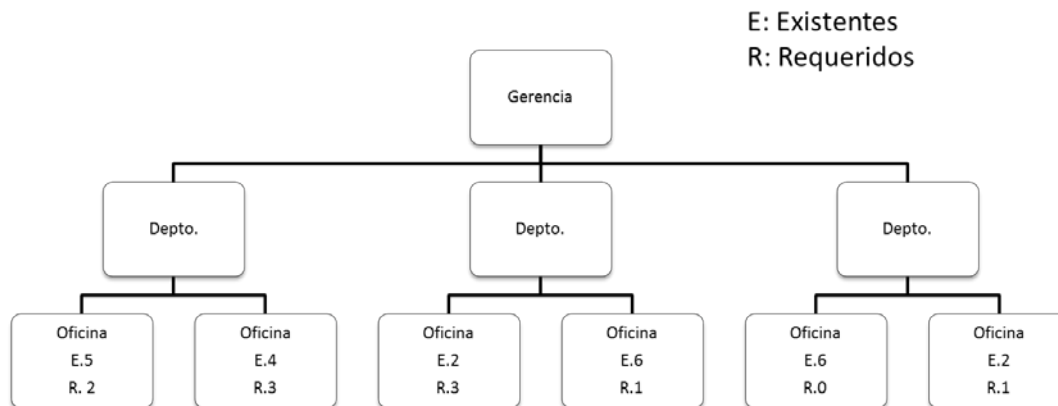 E: Existentes
R: Requeridos
Gerencia
Depto.
Depto.
Depto.
Oficina
E.5
R. 2
Oficina
E.4
R.3
Oficina
E.2
R.3
Oficina
E.6
R.1
Oficina
E.6
R.0
Oficina
E.2
R.1